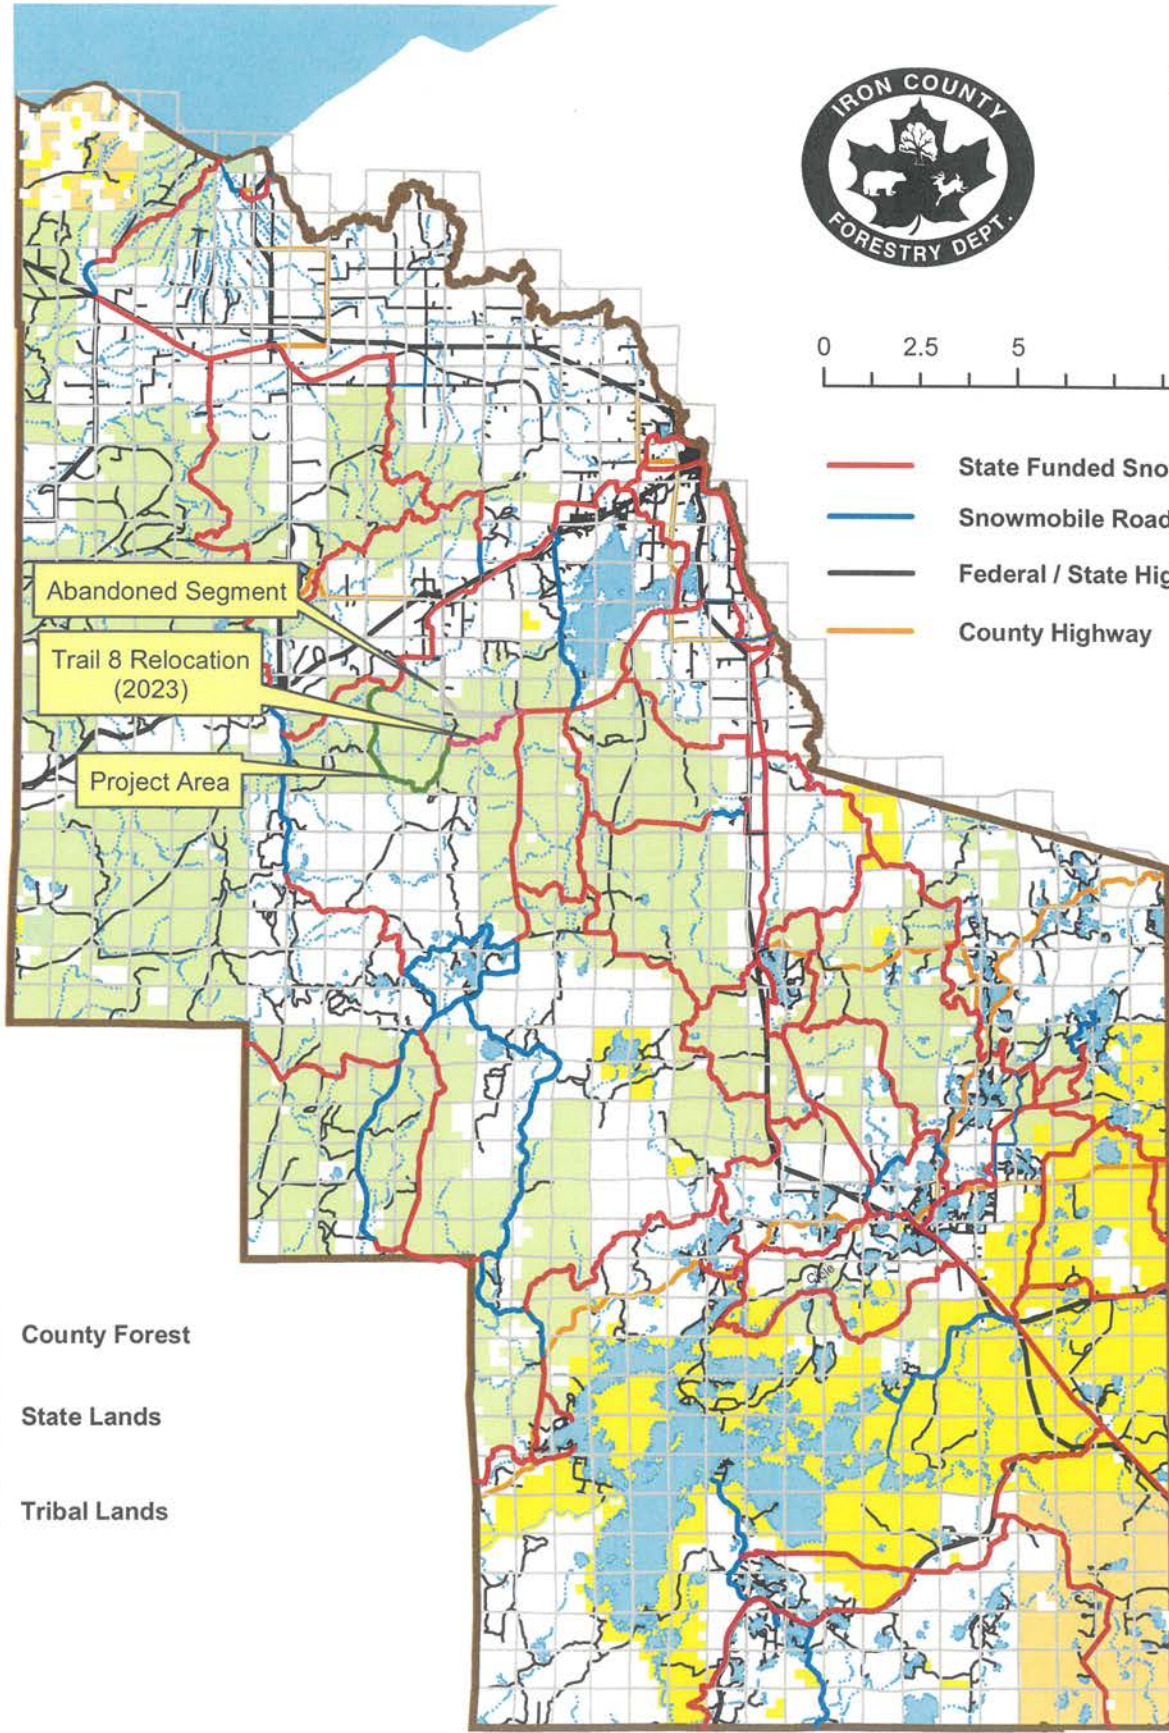 IRON COUNTY
FORESTRY DEPT.
0 2.5 5
State Funded Sno
Snowmobile Road
Federal / State Hig
County Highway
Abandoned Segment
Trail 8 Relocation
(2023)
Project Area
County Forest
State Lands
Tribal Lands